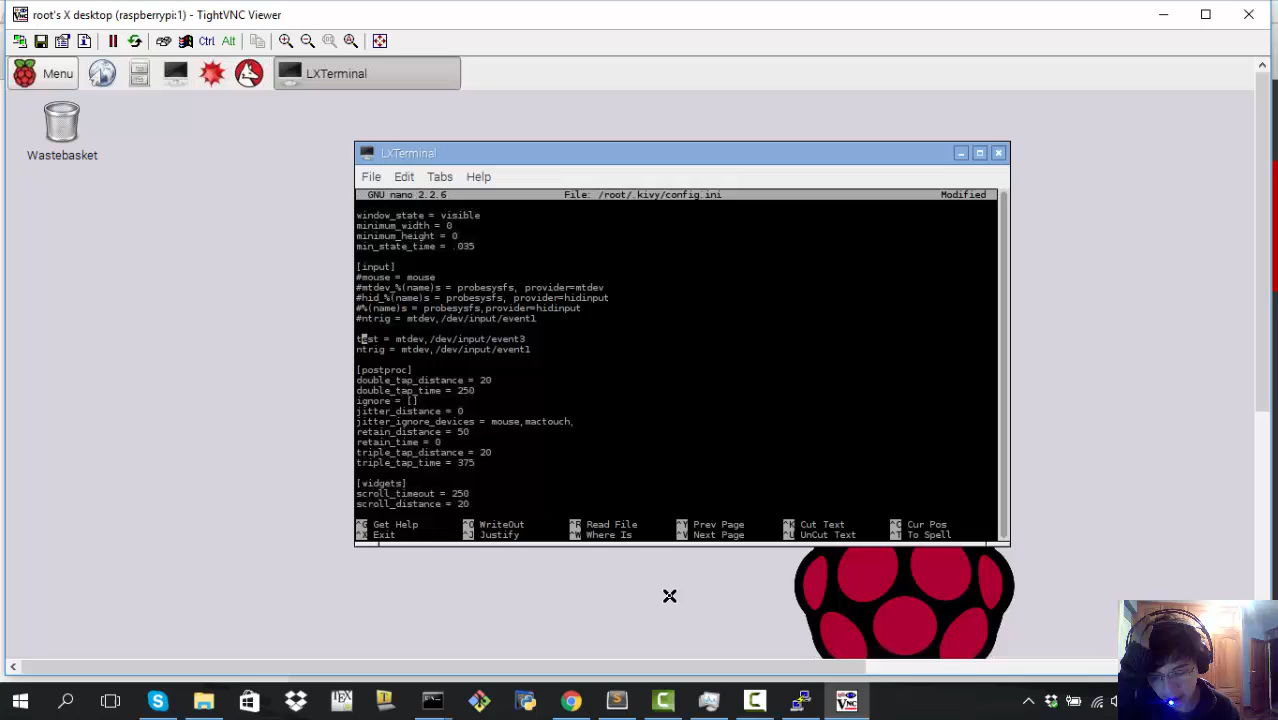 root's X desktop (raspberrypi:1) - TightVNC Viewer
Ctrl Alt
Menu
LXTerminal
Wastebasket
LXTerminal
File Edit Tabs Help
GNU nano 2.2.6 File: /root/.kivy/config.ini Modified
window_state = visible
minimum_width = 0
minimum_height = 0
min_state_time = .035
[input]
#mouse = mouse
#mtdev_%(name)s = probesysfs, provider=mtdev
#hid_%(name)s = probesysfs, provider=hidinput
#%(name)s = probesysfs,provider=hidinput
#ntrig = mtdev,/dev/input/event1
test = mtdev,/dev/input/event3
ntrig = mtdev,/dev/input/event1
[postproc]
double_tap_distance = 20
double_tap_time = 250
ignore = []
jitter_distance = 0
jitter_ignore_devices = mouse,mactouch,
retain_distance = 50
retain_time = 0
triple_tap_distance = 20
triple_tap_time = 375
[widgets]
scroll_timeout = 250
scroll_distance = 20
^G Get Help ^O WriteOut ^R Read File ^Y Prev Page ^K Cut Text ^C Cur Pos
^X Exit ^J Justify ^W Where Is ^V Next Page ^U UnCut Text ^T To Spell